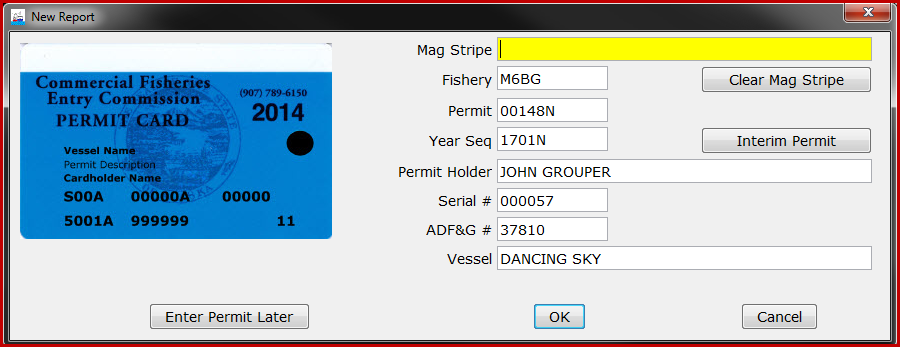 New Report
Commercial Fisheries
Entry Commission
(907) 789-6150
PERMIT CARD
2014
Vessel Name
Permit Description
Cardholder Name
S00A 00000A 00000
5001A 999999 11
Mag Stripe
Fishery M6BG
Clear Mag Stripe
Permit 00148N
Year Seq 1701N
Interim Permit
Permit Holder JOHN GROUPER
Serial # 000057
ADF&G # 37810
Vessel DANCING SKY
Enter Permit Later
OK
Cancel